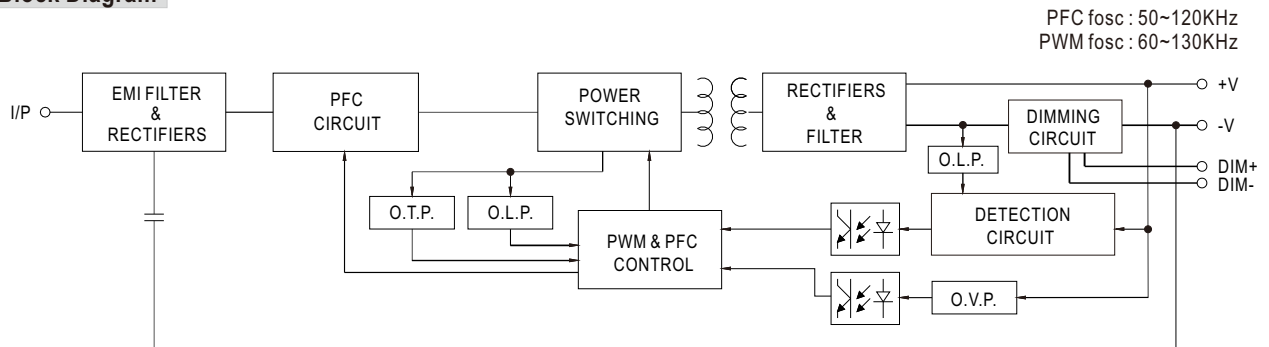 Block Diagram
PFC fosc : 50~120KHz
PWM fosc : 60~130KHz
I/P
EMI FILTER
&
RECTIFIERS
PFC
CIRCUIT
POWER
SWITCHING
RECTIFIERS
&
FILTER
DIMMING
CIRCUIT
+V
-V
DIM+
DIM-
O.L.P.
O.T.P.
O.L.P.
PWM & PFC
CONTROL
DETECTION
CIRCUIT
O.V.P.